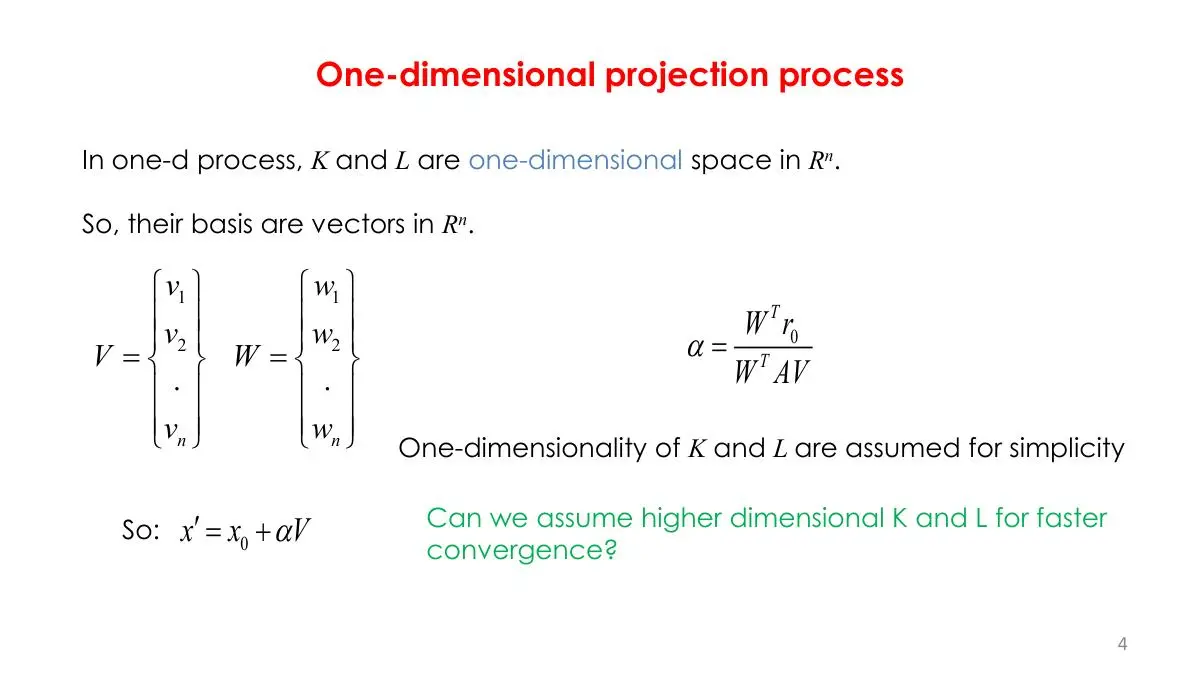 One-dimensional projection process
In one-d process, K and L are one-dimensional space in Rⁿ.
So, their basis are vectors in Rⁿ.
V = { v₁ v₂ . vₙ } W = { w₁ w₂ . wₙ }
α = Wᵀr₀ / WᵀAV
One-dimensionality of K and L are assumed for simplicity
So: x′ = x₀ + αV
Can we assume higher dimensional K and L for faster
convergence?
4